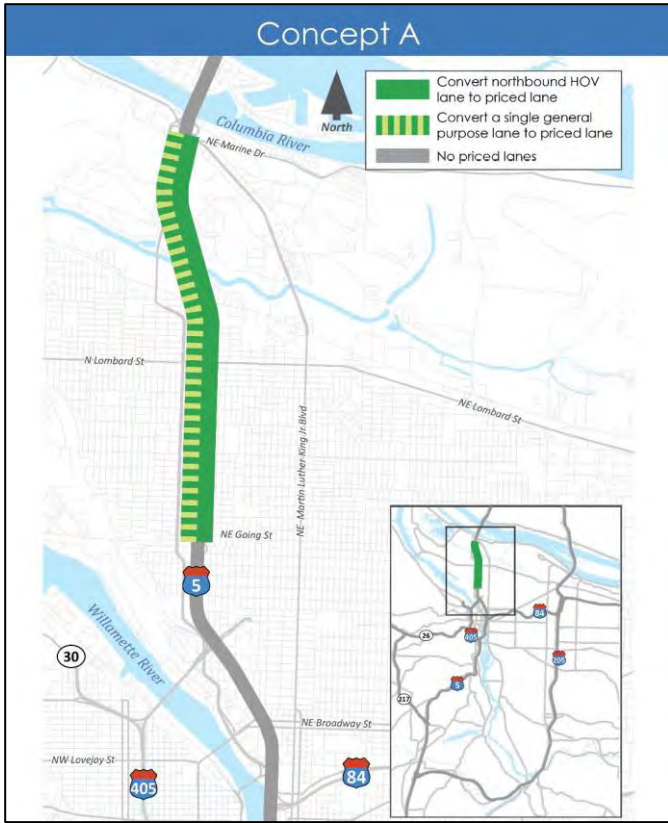 Concept A
Convert northbound HOV
lane to priced lane
Convert a single general
purpose lane to priced lane
No priced lanes
North
Columbia River
NE Marine Dr
N Lombard St
NE Lombard St
NE Martin Luther King Jr Blvd
NE Going St
5
Willamette River
30
NE Broadway St
NW Lovejoy St
405
84
26
405
84
5
205
217